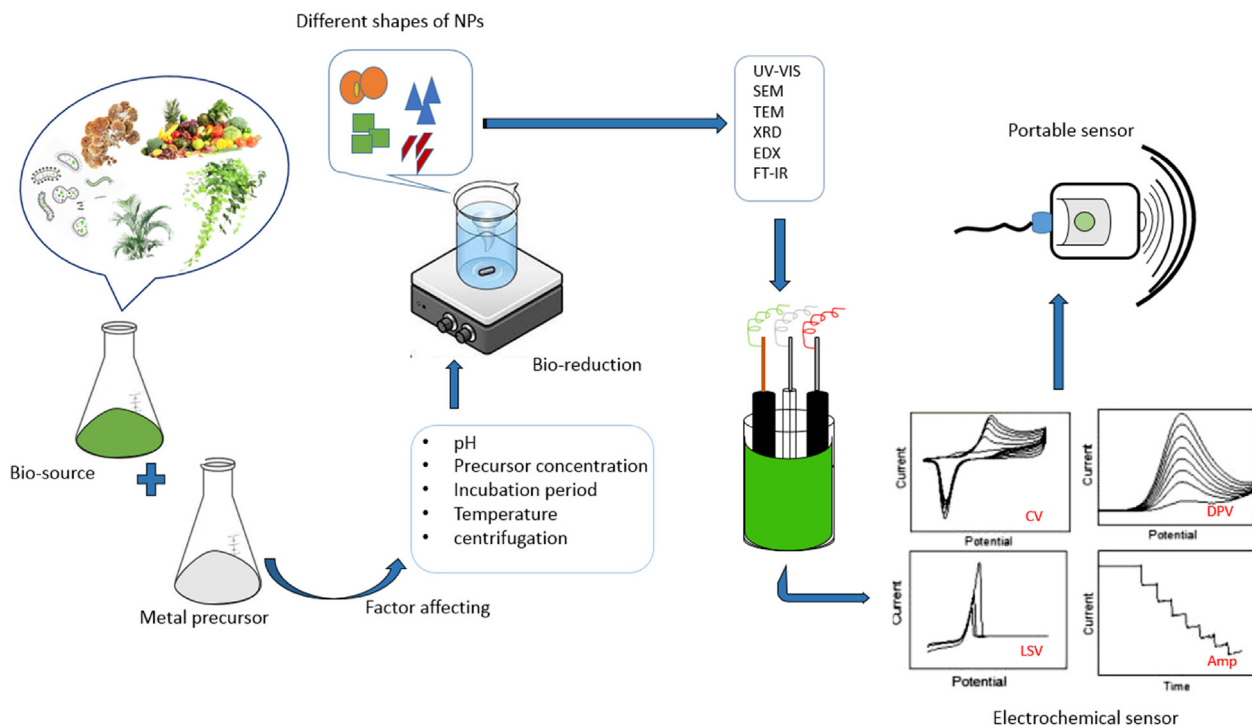 Different shapes of NPs
UV-VIS
SEM
TEM
XRD
EDX
FT-IR
Portable sensor
Bio-reduction
Bio-source
Metal precursor
Factor affecting
• pH
• Precursor concentration
• Incubation period
• Temperature
• centrifugation
Current
CV
Potential
Current
DPV
Potential
Current
LSV
Potential
Current
Amp
Time
Electrochemical sensor